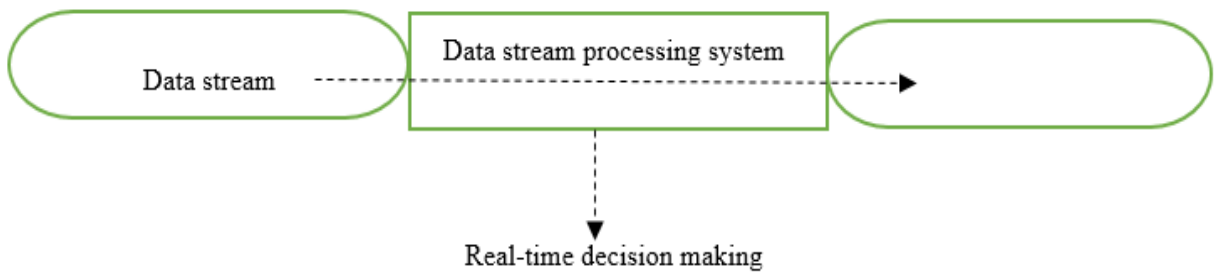 Data stream processing system
Data stream
Real-time decision making